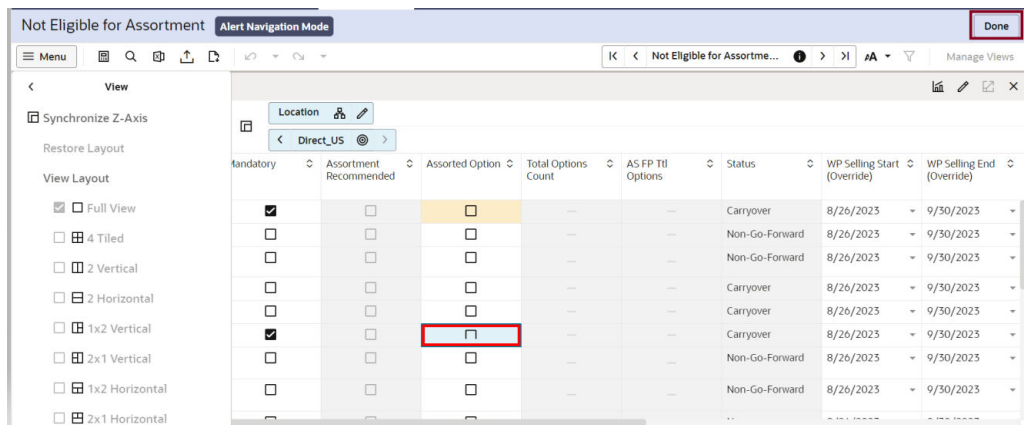 Not Eligible for Assortment Alert Navigation Mode Done
Menu Not Eligible for Assortme... Manage Views
View
Synchronize Z-Axis
Restore Layout
View Layout
Full View
4 Tiled
2 Vertical
2 Horizontal
1x2 Vertical
2x1 Vertical
1x2 Horizontal
2x1 Horizontal
Location
Direct_US
Mandatory Assortment Recommended Assorted Option Total Options Count AS FP Ttl Options Status WP Selling Start (Override) WP Selling End (Override)
Carryover 8/26/2023 9/30/2023
Non-Go-Forward 8/26/2023 9/30/2023
Non-Go-Forward 8/26/2023 9/30/2023
Carryover 8/26/2023 9/30/2023
Carryover 8/26/2023 9/30/2023
Carryover 8/26/2023 9/30/2023
Non-Go-Forward 8/26/2023 9/30/2023
Non-Go-Forward 8/26/2023 9/30/2023